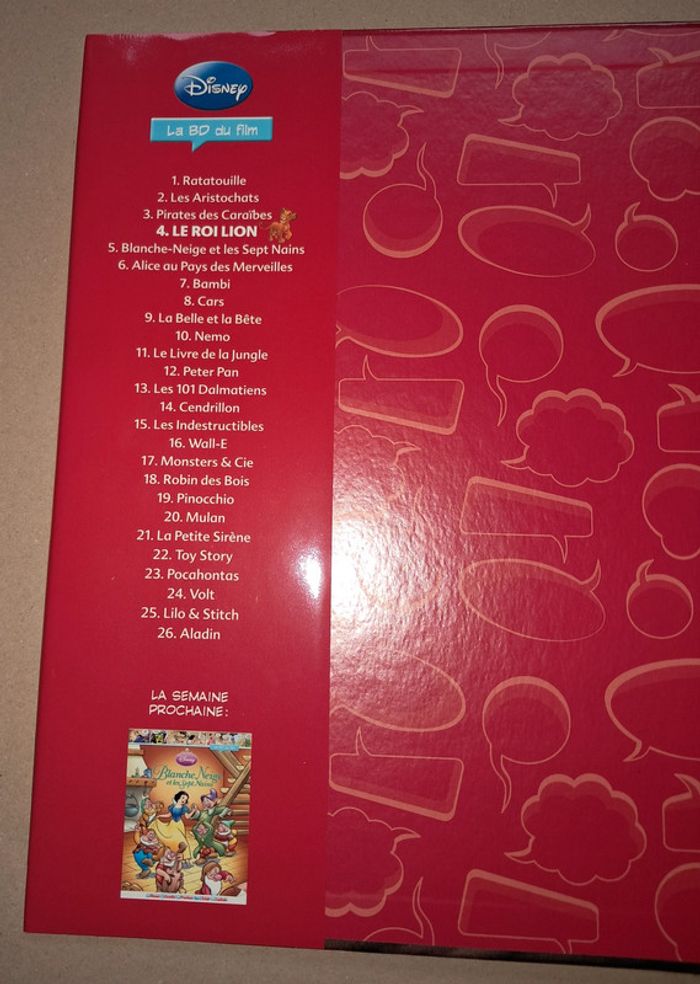 Disney
La BD du film
1. Ratatouille
2. Les Aristochats
3. Pirates des Caraïbes
4. LE ROI LION
5. Blanche-Neige et les Sept Nains
6. Alice au Pays des Merveilles
7. Bambi
8. Cars
9. La Belle et la Bête
10. Nemo
11. Le Livre de la Jungle
12. Peter Pan
13. Les 101 Dalmatiens
14. Cendrillon
15. Les Indestructibles
16. Wall-E
17. Monsters & Cie
18. Robin des Bois
19. Pinocchio
20. Mulan
21. La Petite Sirène
22. Toy Story
23. Pocahontas
24. Volt
25. Lilo & Stitch
26. Aladin
LA SEMAINE
PROCHAINE:
Disney
Blanche Neige
et les Sept Nains